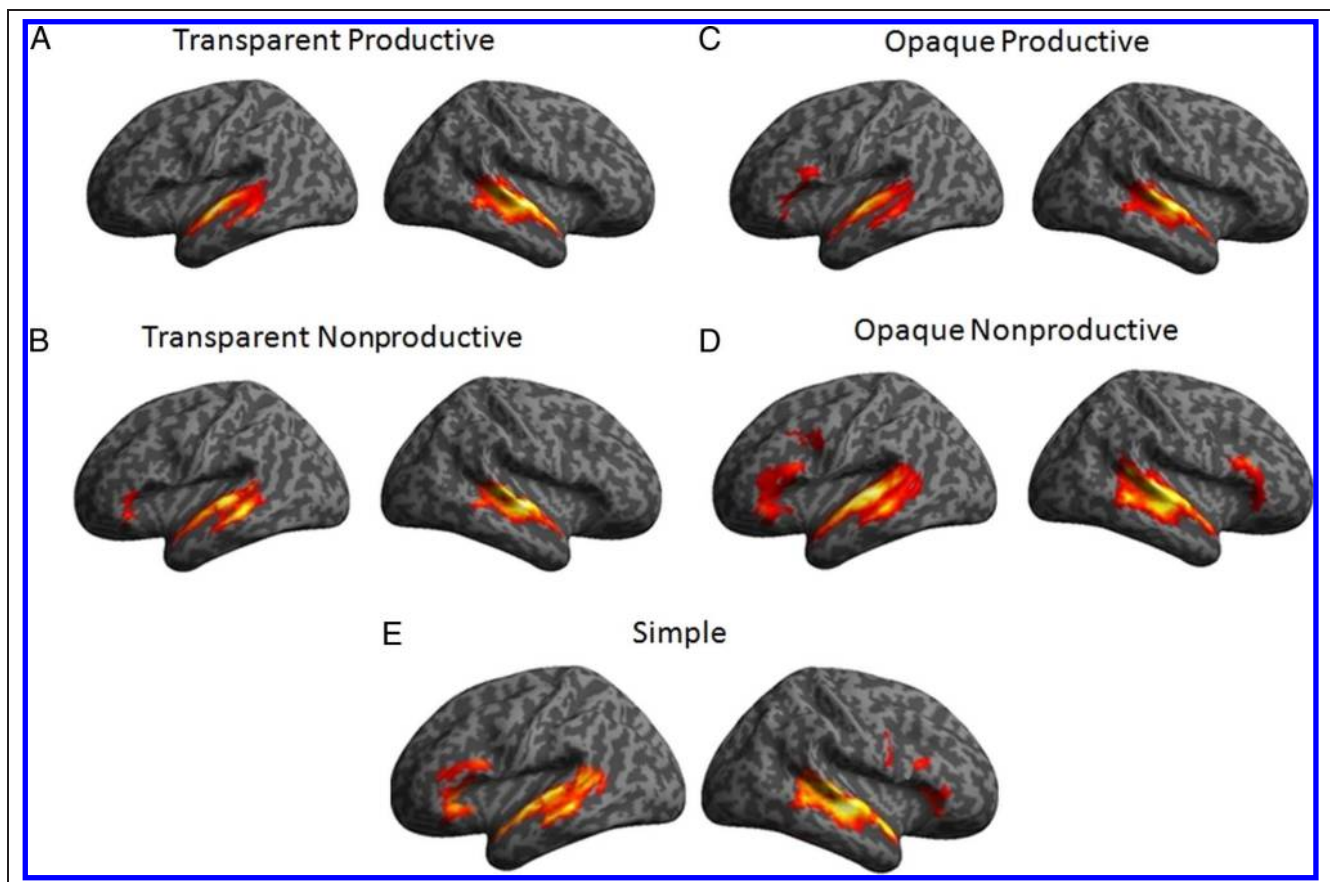 A
Transparent Productive
C
Opaque Productive
B
Transparent Nonproductive
D
Opaque Nonproductive
E
Simple